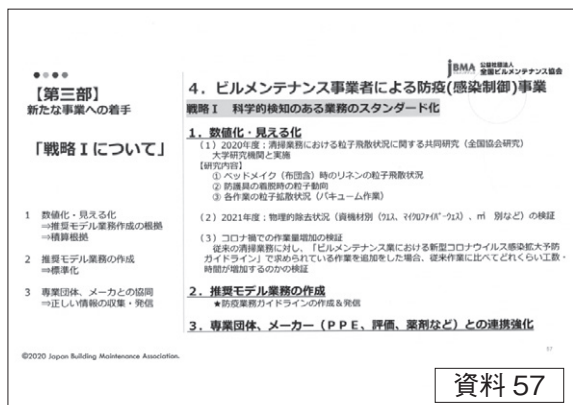 JBMA 公益社団法人
全国ビルメンテナンス協会
【第三部】
新たな事業への着手
「戦略Ⅰについて」
1 数値化・見える化
⇒推奨モデル業務作成の根拠
⇒積算根拠
2 推奨モデル業務の作成
⇒標準化
3 専業団体、メーカとの協同
⇒正しい情報の収集・発信
4．ビルメンテナンス事業者による防疫(感染制御)事業
戦略Ⅰ 科学的検知のある業務のスタンダード化
1．数値化・見える化
（1）2020年度：清掃業務における粒子飛散状況に関する共同研究（全国協会研究）
大学研究機関と実施
【研究内容】
① ベッドメイク（布団含）時のリネンの粒子飛散状況
② 防護具の着脱時の粒子動向
③ 各作業の粒子拡散状況（バキューム作業）
（2）2021年度：物理的除去状況（資機材別（ウエス、マイクロファイバーウエス）、㎡ 別など）の検証
（3）コロナ禍での作業量増加の検証
従来の清掃業務に対し、「ビルメンテナンス業における新型コロナウイルス感染拡大予防
ガイドライン」で求められている作業を追加をした場合、従来作業に比べてどれくらい工数・
時間が増加するのかの検証
2．推奨モデル業務の作成
★防疫業務ガイドラインの作成＆発信
3．専業団体、メーカー（ＰＰＥ、評価、薬剤など）との連携強化
©2020 Japan Building Maintenance Association.
57
資料 57